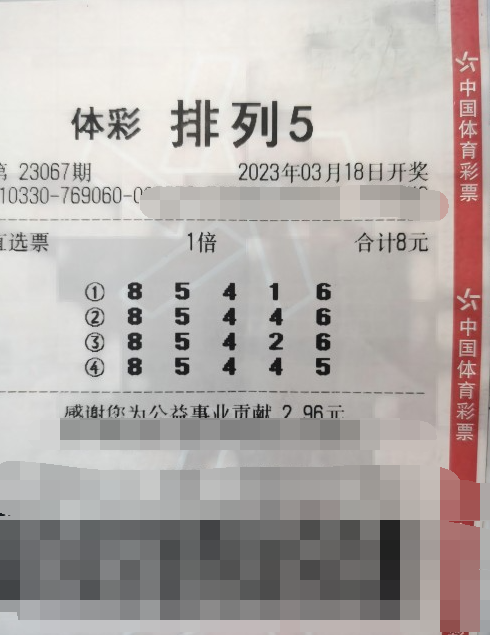 体彩 排列5
第 23067期 2023年03月18日开奖
10330-769060-0
直选票 1倍 合计8元
① 8 5 4 1 6
② 8 5 4 4 6
③ 8 5 4 2 6
④ 8 5 4 4 5
感谢您为公益事业贡献 2.96元
中国体育彩票
中国体育彩票